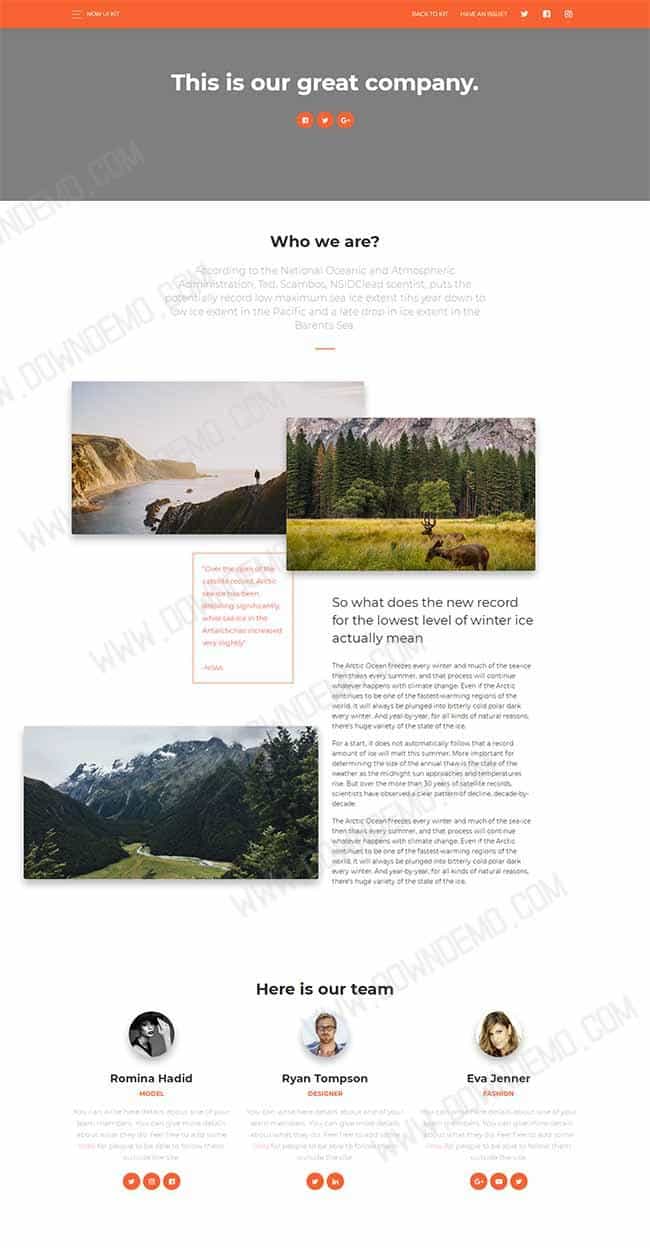 NOW UI KIT
BACK TO KIT
HAVE AN ISSUE?
This is our great company.
Who we are?
According to the National Oceanic and Atmospheric
Administration, Ted, Scambos, NSIDClead scentist, puts the
potentially record low maximum sea ice extent tihs year down to
low ice extent in the Pacific and a late drop in ice extent in the
Barents Sea.
"Over the span of the
satellite record, Arctic
sea ice has been
declining significantly,
while sea ice in the
Antarctichas increased
very slightly"
-NOAA
So what does the new record
for the lowest level of winter ice
actually mean
The Arctic Ocean freezes every winter and much of the sea-ice
then thaws every summer, and that process will continue
whatever happens with climate change. Even if the Arctic
continues to be one of the fastest-warming regions of the
world, it will always be plunged into bitterly cold polar dark
every winter. And year-by-year, for all kinds of natural reasons,
there's huge variety of the state of the ice.
For a start, it does not automatically follow that a record
amount of ice will melt this summer. More important for
determining the size of the annual thaw is the state of the
weather as the midnight sun approaches and temperatures
rise. But over the more than 30 years of satellite records,
scientists have observed a clear pattern of decline, decade-by-
decade.
The Arctic Ocean freezes every winter and much of the sea-ice
then thaws every summer, and that process will continue
whatever happens with climate change. Even if the Arctic
continues to be one of the fastest-warming regions of the
world, it will always be plunged into bitterly cold polar dark
every winter. And year-by-year, for all kinds of natural reasons,
there's huge variety of the state of the ice.
Here is our team
Romina Hadid
MODEL
You can write here details about one of your
team members. You can give more details
about what they do. Feel free to add some
links for people to be able to follow them
outside the site.
Ryan Tompson
DESIGNER
You can write here details about one of your
team members. You can give more details
about what they do. Feel free to add some
links for people to be able to follow them
outside the site.
Eva Jenner
FASHION
You can write here details about one of your
team members. You can give more details
about what they do. Feel free to add some
links for people to be able to follow them
outside the site.
WWW.DOWNDEMO.COM
WWW.DOWNDEMO.COM
WWW.DOWNDEMO.COM
WWW.DOWNDEMO.COM